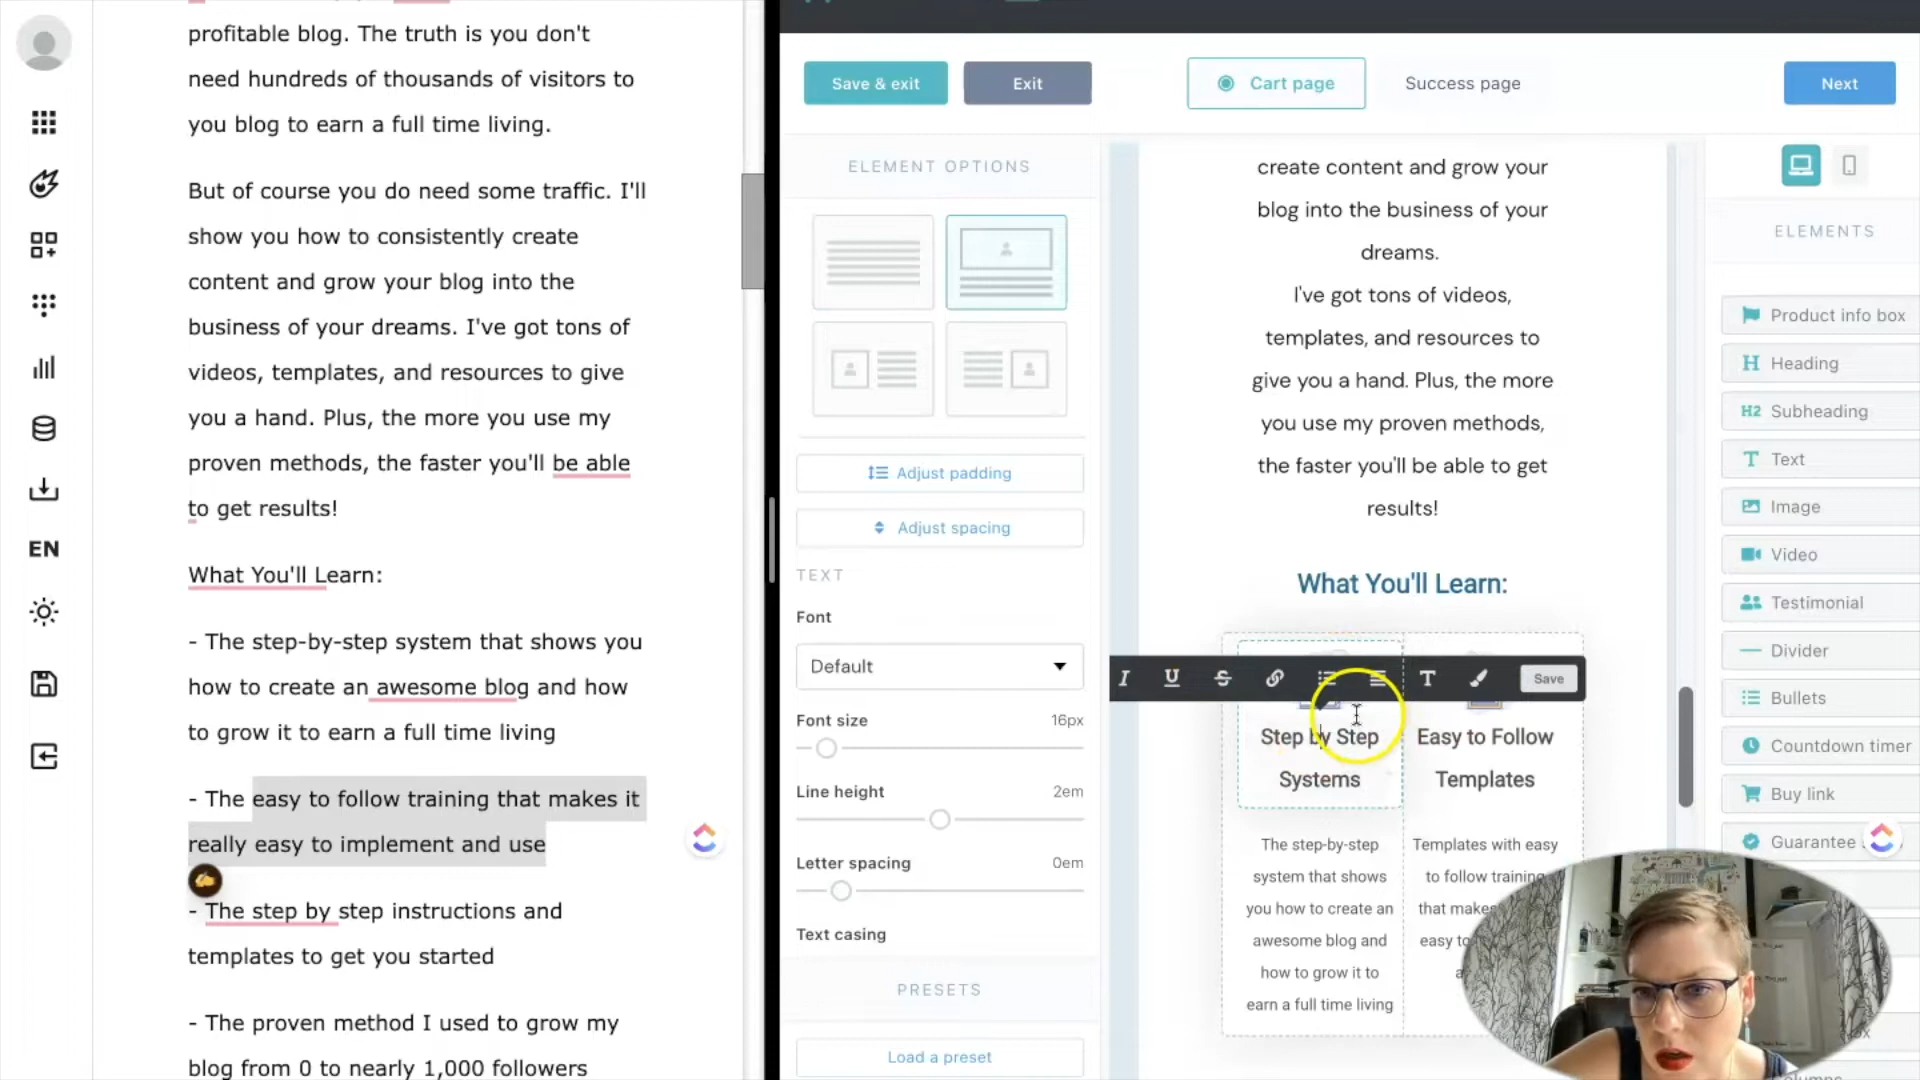 profitable blog. The truth is you don't
need hundreds of thousands of visitors to
you blog to earn a full time living.
But of course you do need some traffic. I'll
show you how to consistently create
content and grow your blog into the
business of your dreams. I've got tons of
videos, templates, and resources to give
you a hand. Plus, the more you use my
proven methods, the faster you'll be able
to get results!
What You'll Learn:
- The step-by-step system that shows you
how to create an awesome blog and how
to grow it to earn a full time living
- The easy to follow training that makes it
really easy to implement and use
- The step by step instructions and
templates to get you started
- The proven method I used to grow my
blog from 0 to nearly 1,000 followers
EN
Save & exit
Exit
Cart page
Success page
Next
ELEMENT OPTIONS
Adjust padding
Adjust spacing
TEXT
Font
Default
Font size
16px
Line height
2em
Letter spacing
0em
Text casing
PRESETS
Load a preset
create content and grow your
blog into the business of your
dreams.
I've got tons of videos,
templates, and resources to
give you a hand. Plus, the more
you use my proven methods,
the faster you'll be able to get
results!
What You'll Learn:
Save
Step by Step
Systems
The step-by-step
system that shows
you how to create an
awesome blog and
how to grow it to
earn a full time living
Easy to Follow
Templates
Templates with easy
to follow training
that makes
easy to
ELEMENTS
Product info box
H Heading
H2 Subheading
T Text
Image
Video
Testimonial
Divider
Bullets
Countdown timer
Buy link
Guarantee